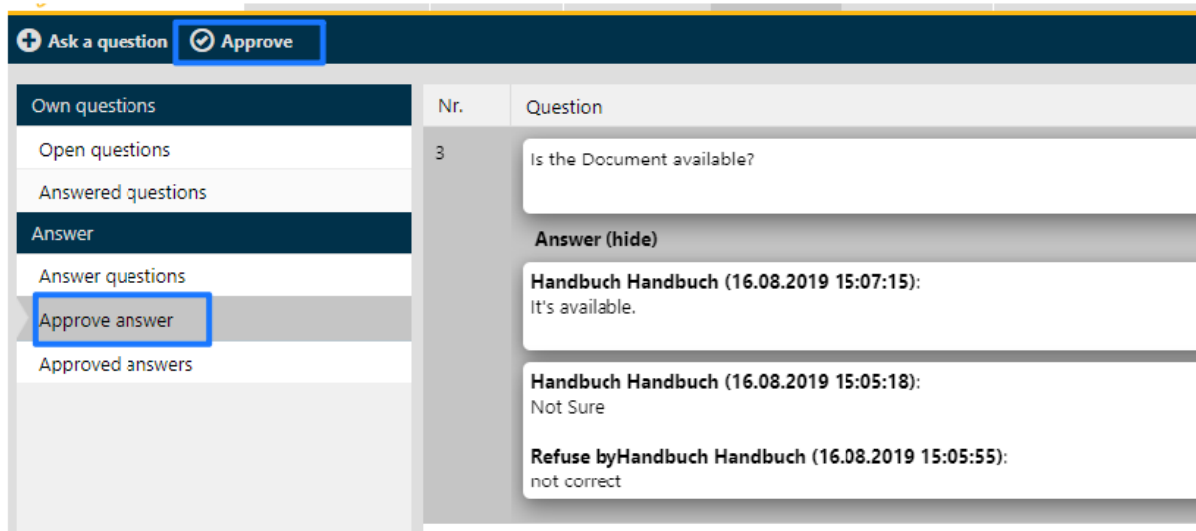 Ask a question Approve
Own questions
Open questions
Answered questions
Answer
Answer questions
Approve answer
Approved answers
Nr. Question
3
Is the Document available?
Answer (hide)
Handbuch Handbuch (16.08.2019 15:07:15):
It's available.
Handbuch Handbuch (16.08.2019 15:05:18):
Not Sure
Refuse byHandbuch Handbuch (16.08.2019 15:05:55):
not correct